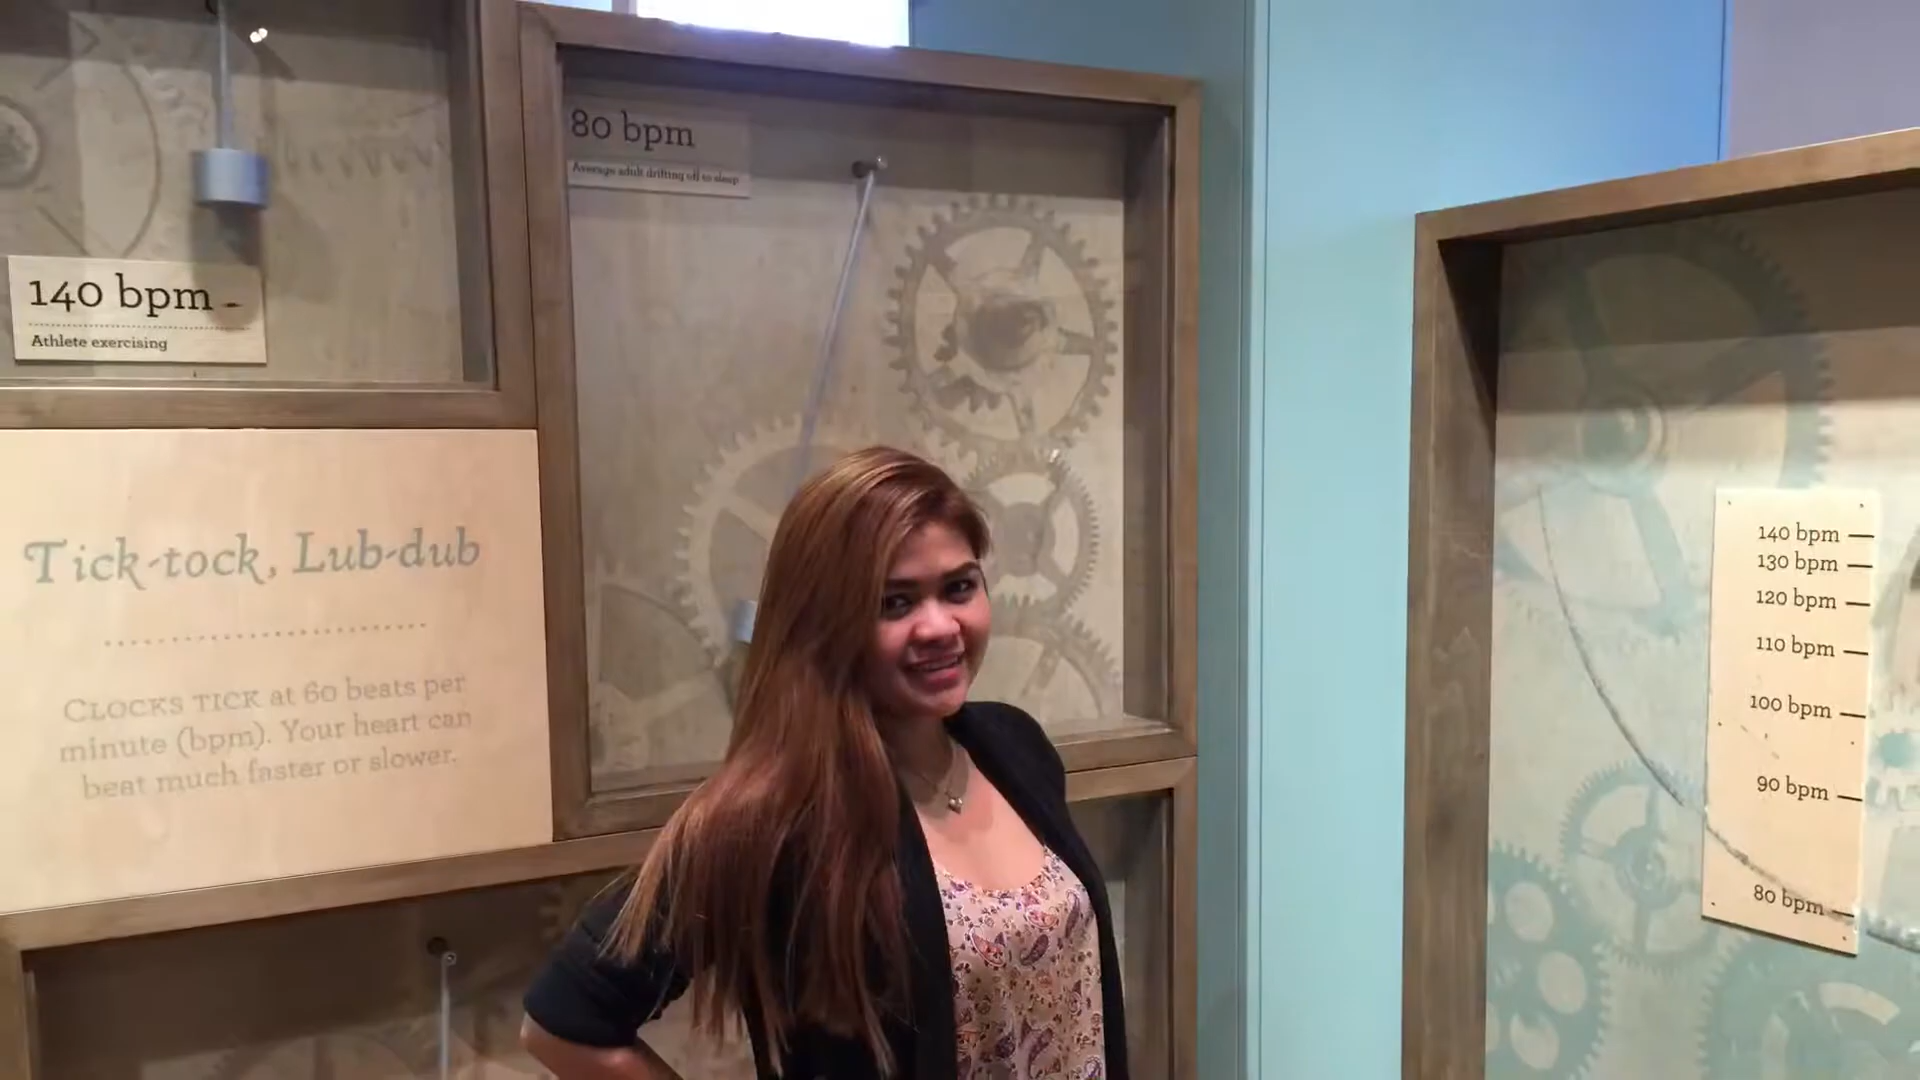 80 bpm
Average adult drifting off to sleep
140 bpm
Athlete exercising
Tick-tock, Lub-dub
CLOCKS TICK at 60 beats per
minute (bpm). Your heart can
beat much faster or slower.
140 bpm
130 bpm
120 bpm
110 bpm
100 bpm
90 bpm
80 bpm